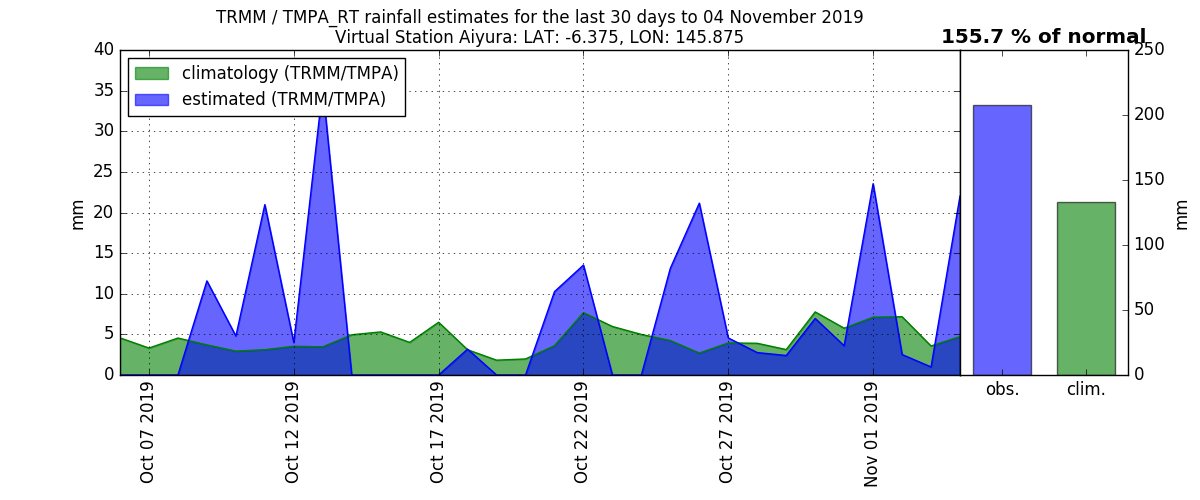 TRMM / TMPA_RT rainfall estimates for the last 30 days to 04 November 2019
Virtual Station Aiyura: LAT: -6.375, LON: 145.875
155.7 % of normal
climatology (TRMM/TMPA)
estimated (TRMM/TMPA)
mm
40
35
30
25
20
15
10
5
0
250
200
150
100
50
0
mm
obs.
clim.
Oct 07 2019
Oct 12 2019
Oct 17 2019
Oct 22 2019
Oct 27 2019
Nov 01 2019